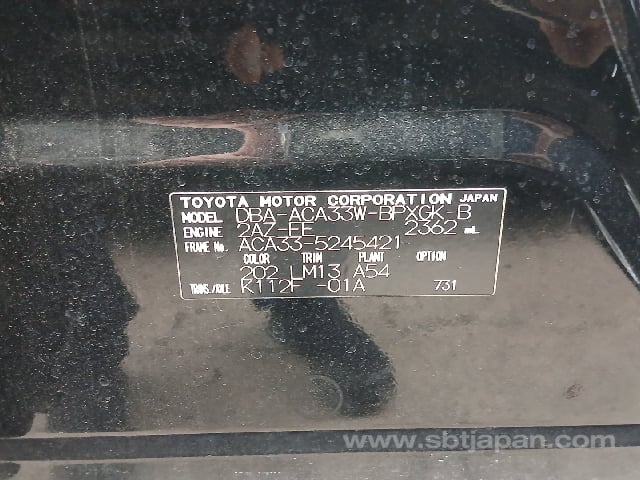 TOYOTA MOTOR CORPORATION JAPAN
MODEL DBA-ACA33W-BPXGK B
ENGINE 2AZ-FE 2362 mL
FRAME No. ACA33-5245421
COLOR TRIM PLANT OPTION
202 LM13 A54
TRANS./AXLE K112F -01A 731
www.sbtjapan.com